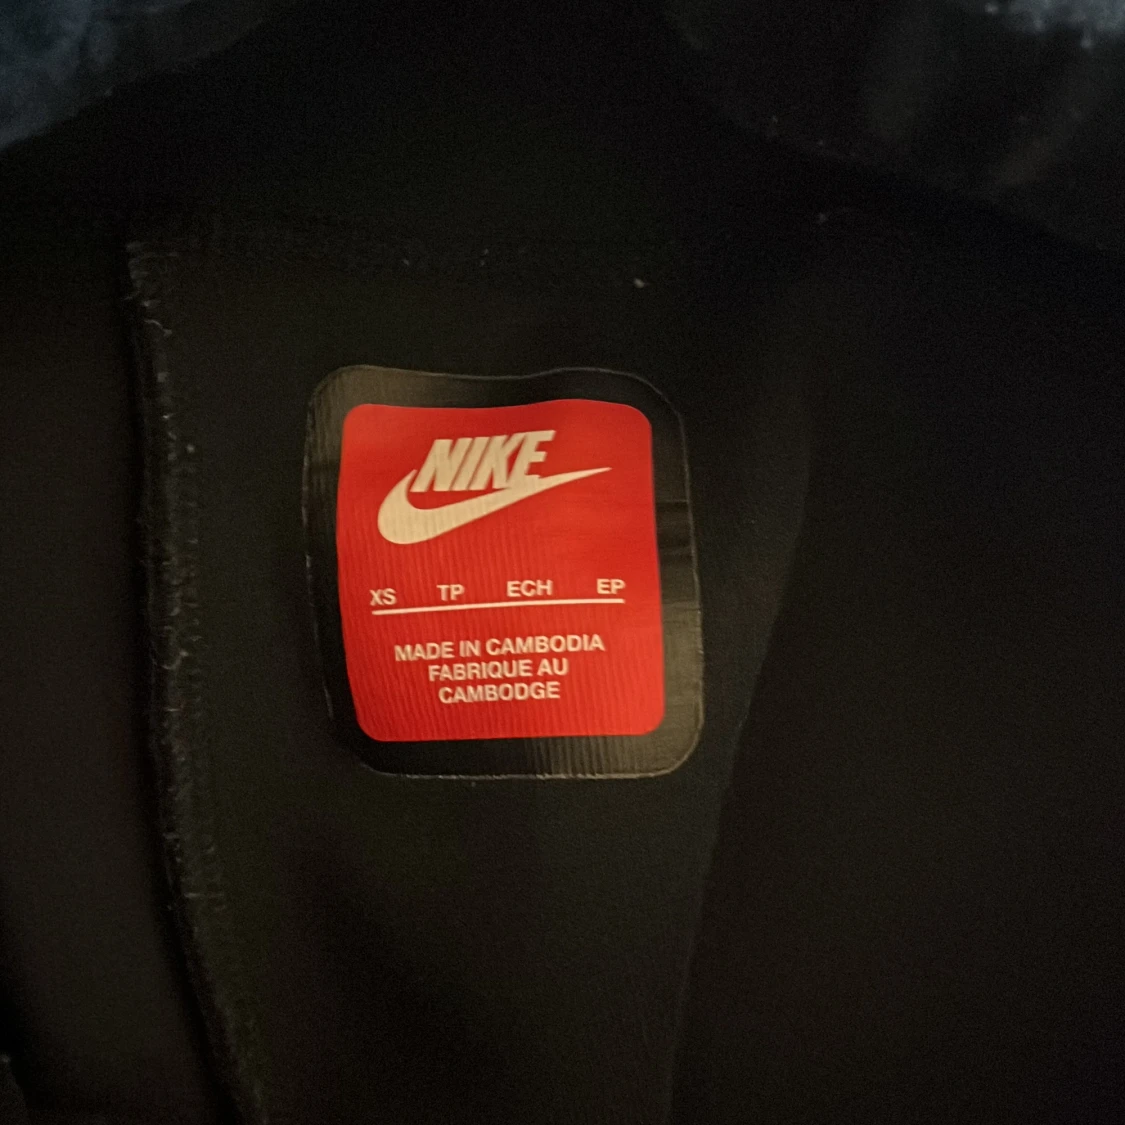 NIKE
XS TP ECH EP
MADE IN CAMBODIA
FABRIQUE AU
CAMBODGE